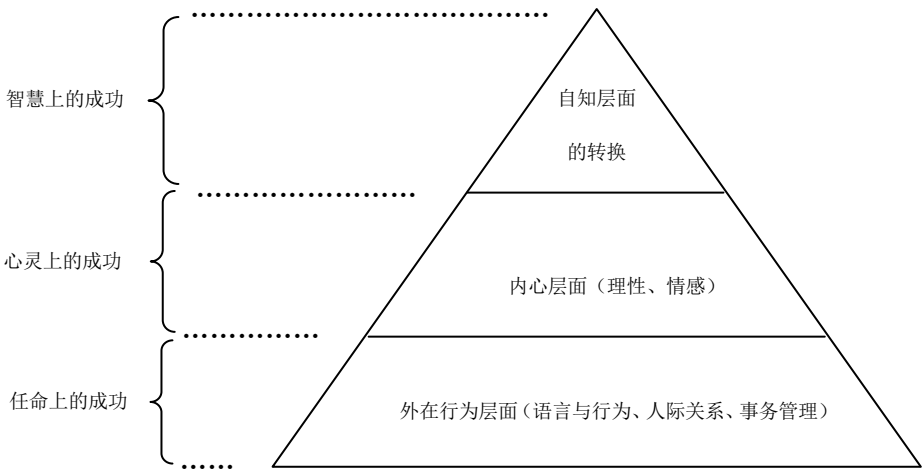 智慧上的成功
自知层面
的转换
心灵上的成功
内心层面（理性、情感）
任命上的成功
外在行为层面（语言与行为、人际关系、事务管理）